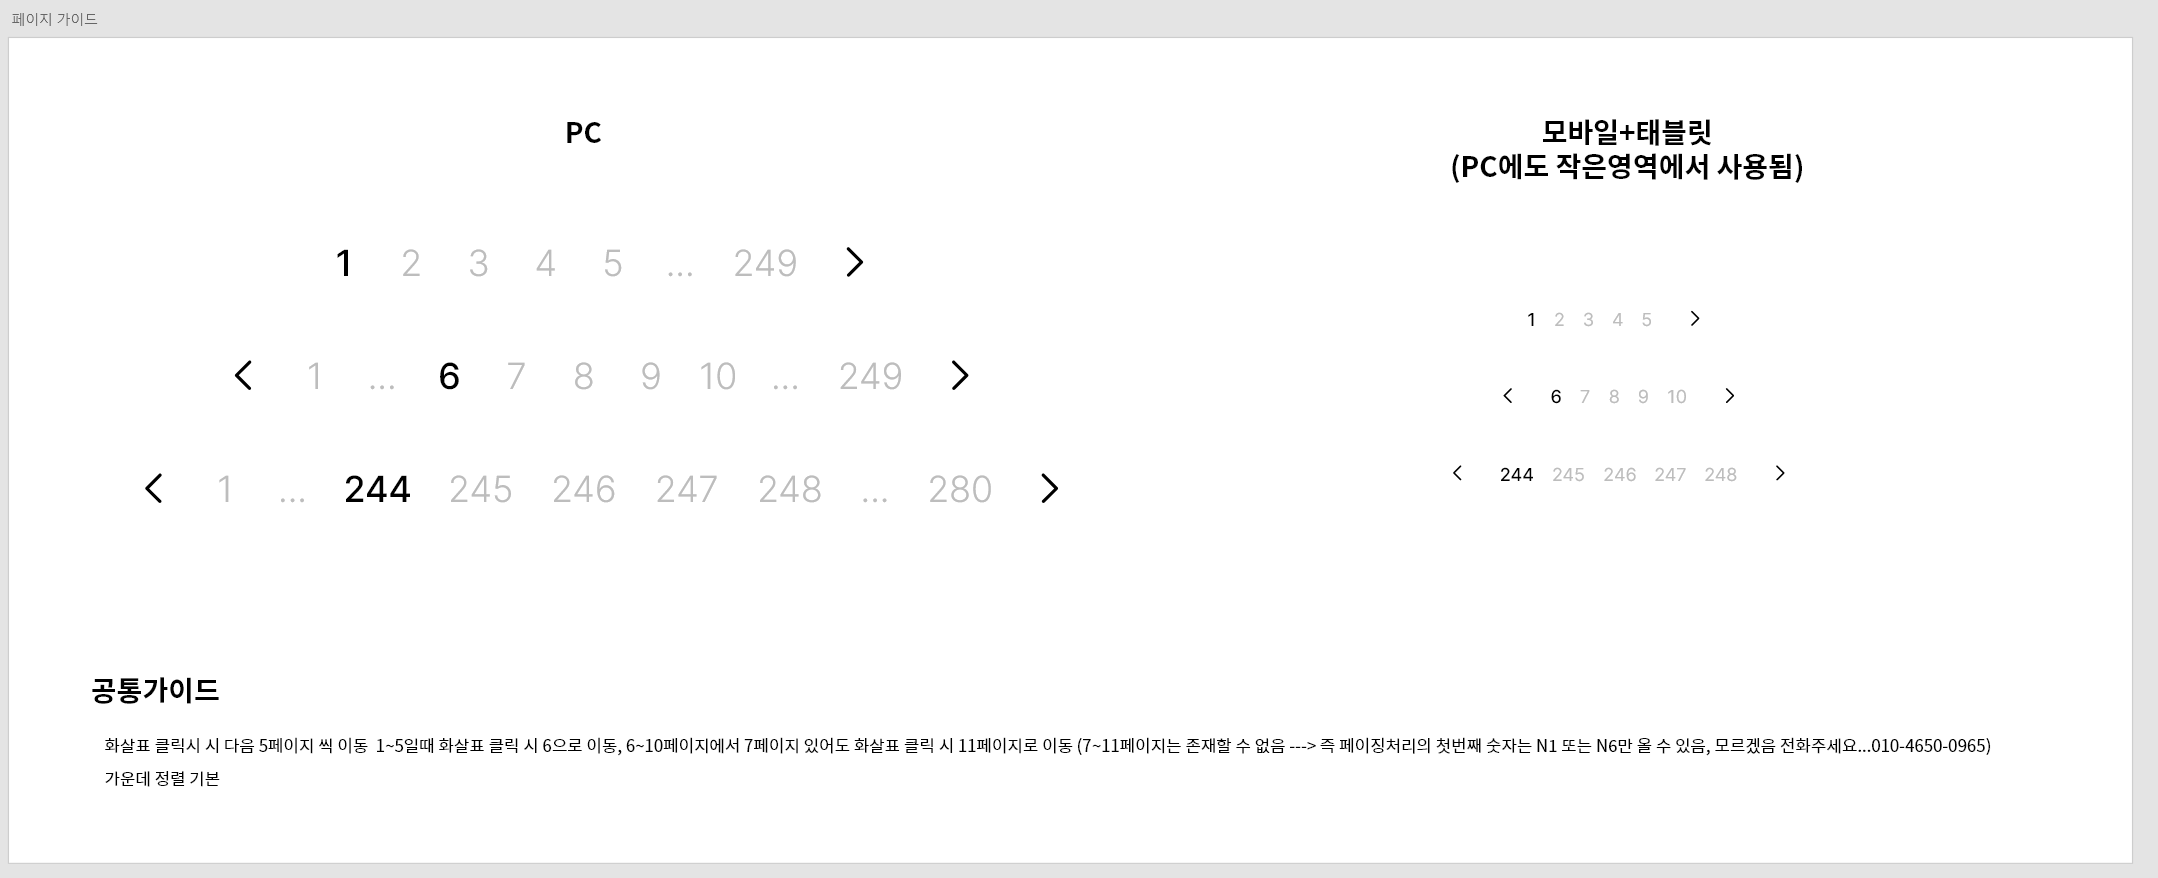 페이지 가이드
PC
1 2 3 4 5 ... 249 >
< 1 ... 6 7 8 9 10 ... 249 >
< 1 ... 244 245 246 247 248 ... 280 >
모바일+태블릿
(PC에도 작은영역에서 사용됨)
1 2 3 4 5 >
< 6 7 8 9 10 >
< 244 245 246 247 248 >
공통가이드
화살표 클릭시 시 다음 5페이지 씩 이동 1~5일때 화살표 클릭 시 6으로 이동, 6~10페이지에서 7페이지 있어도 화살표 클릭 시 11페이지로 이동 (7~11페이지는 존재할 수 없음 ---> 즉 페이징처리의 첫번째 숫자는 N1 또는 N6만 올 수 있음, 모르겠음 전화주세요...010-4650-0965)
가운데 정렬 기본